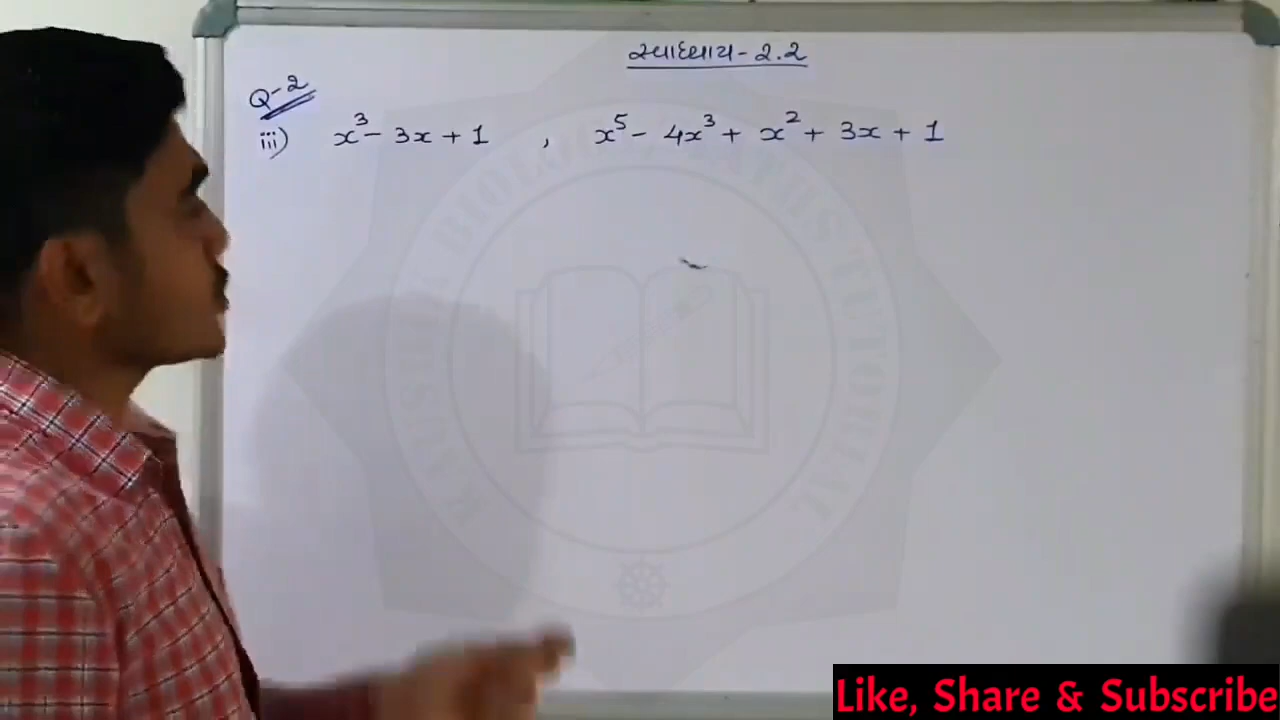 સ્વાધ્યાય-2.2
Q-2
iii) x³ - 3x + 1 , x⁵ - 4x³ + x² + 3x + 1
Like, Share & Subscribe